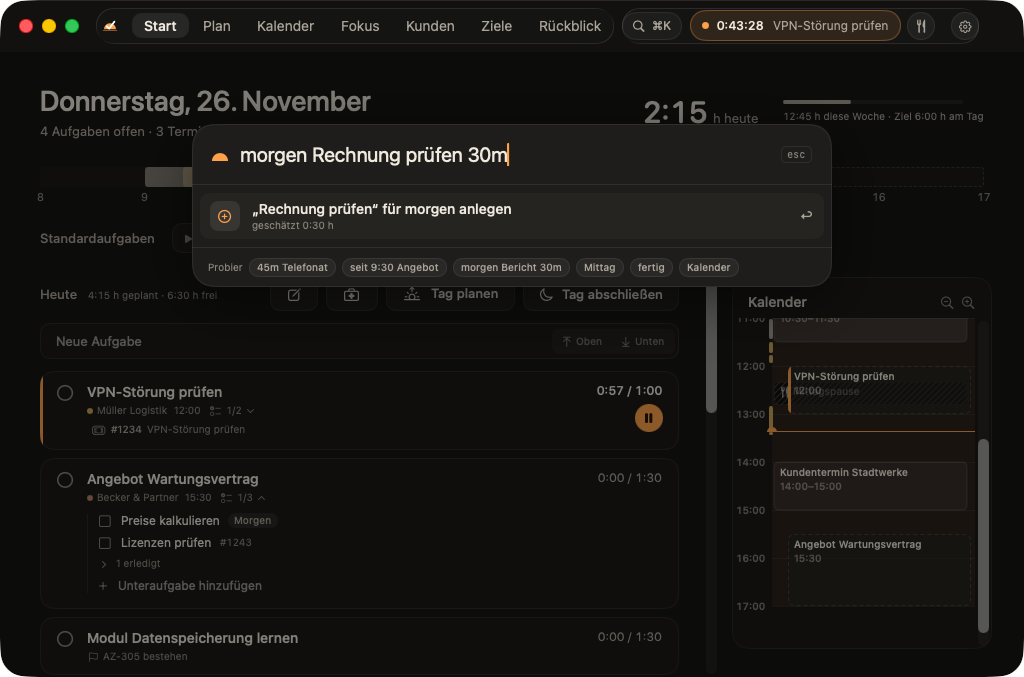 Start Plan Kalender Fokus Kunden Ziele Rückblick ⌘K 0:43:28 VPN-Störung prüfen
Donnerstag, 26. November
4 Aufgaben offen · 3 Termi
2:15 h heute
12:45 h diese Woche · Ziel 6:00 h am Tag
morgen Rechnung prüfen 30m
esc
„Rechnung prüfen“ für morgen anlegen
geschätzt 0:30 h
Probier 45m Telefonat seit 9:30 Angebot morgen Bericht 30m Mittag fertig Kalender
8 9 16 17
Standardaufgaben
Heute 4:15 h geplant · 6:30 h frei
Tag planen Tag abschließen
Neue Aufgabe Oben Unten
VPN-Störung prüfen 0:57 / 1:00
Müller Logistik 12:00 1/2
#1234 VPN-Störung prüfen
Angebot Wartungsvertrag 0:00 / 1:30
Becker & Partner 15:30 1/3
Preise kalkulieren Morgen
Lizenzen prüfen #1243
1 erledigt
+ Unteraufgabe hinzufügen
Modul Datenspeicherung lernen 0:00 / 1:30
AZ-305 bestehen
Kalender
11:00
10:30–11:30
12:00
VPN-Störung prüfen
12:00
13:00
14:00
Kundentermin Stadtwerke
14:00–15:00
15:00
Angebot Wartungsvertrag
15:30
16:00
17:00